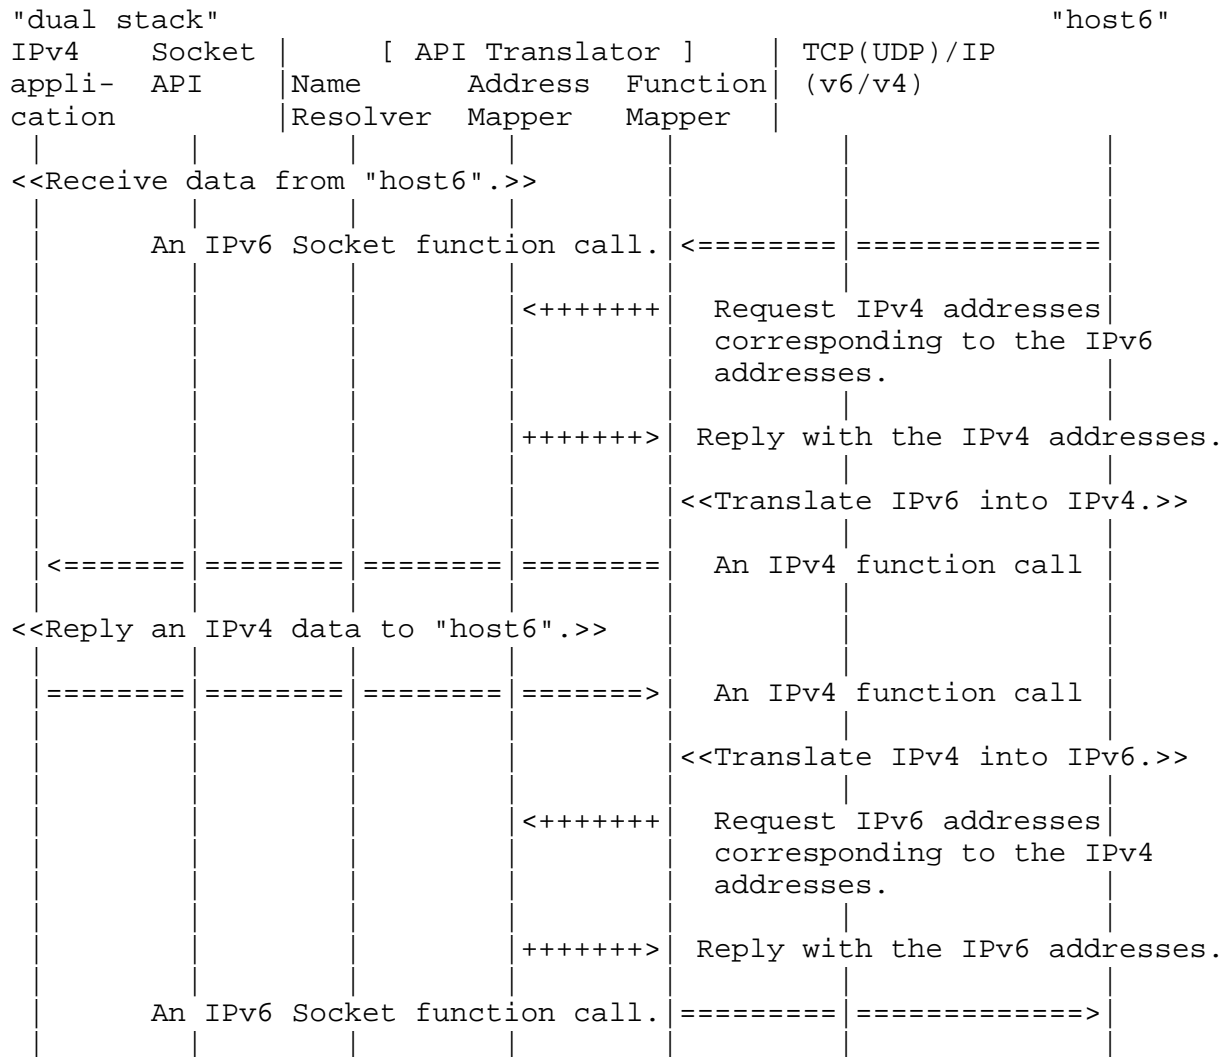 "dual stack" "host6"
IPv4 Socket | [ API Translator ] | TCP(UDP)/IP
appli- API |Name Address Function| (v6/v4)
cation |Resolver Mapper Mapper |
<<Receive data from "host6".>>
An IPv6 Socket function call.|<========|==============|
|<+++++++| Request IPv4 addresses|
corresponding to the IPv6
addresses.
|+++++++>| Reply with the IPv4 addresses.
|<<Translate IPv6 into IPv4.>>
|<=======|========|========|========| An IPv4 function call |
<<Reply an IPv4 data to "host6".>>
|========|========|========|=======>| An IPv4 function call |
|<<Translate IPv4 into IPv6.>>
|<+++++++| Request IPv6 addresses|
corresponding to the IPv4
addresses.
|+++++++>| Reply with the IPv6 addresses.
An IPv6 Socket function call.|=========|=============>|